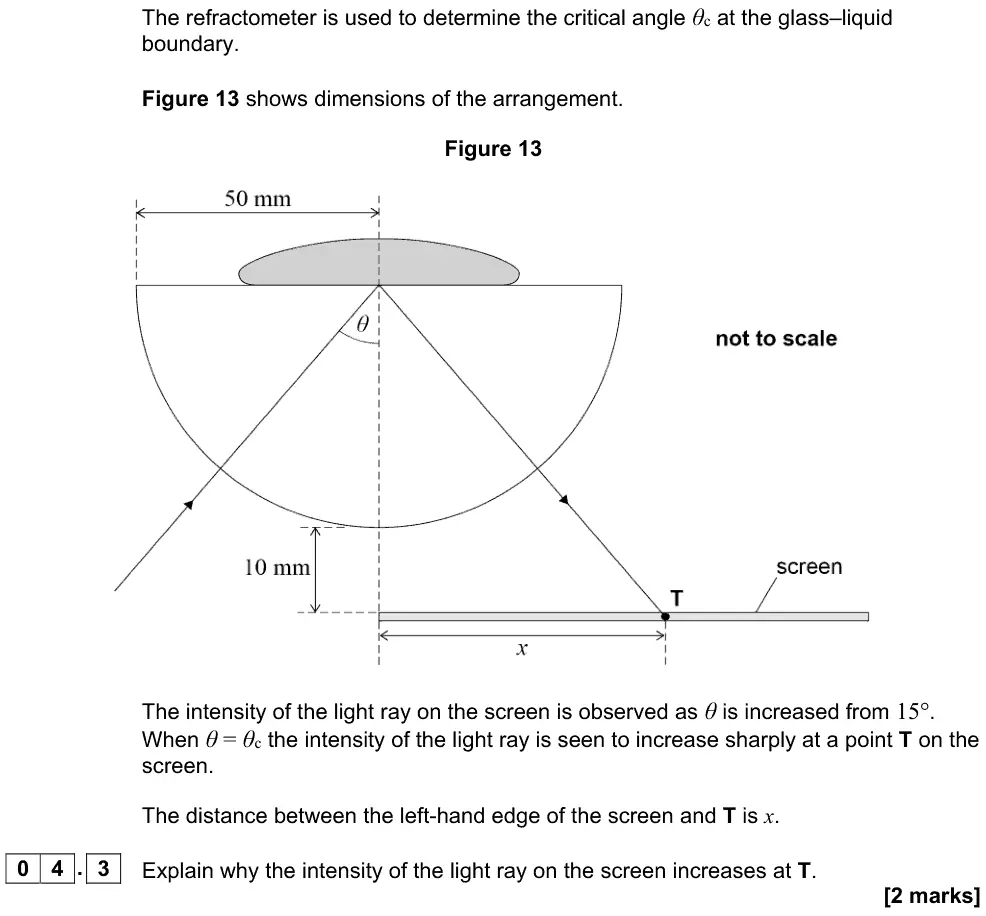 The refractometer is used to determine the critical angle θc at the glass–liquid
boundary.
Figure 13 shows dimensions of the arrangement.
Figure 13
50 mm
θ
not to scale
10 mm
screen
T
x
The intensity of the light ray on the screen is observed as θ is increased from 15°.
When θ = θc the intensity of the light ray is seen to increase sharply at a point T on the
screen.
The distance between the left-hand edge of the screen and T is x.
0 4 . 3 Explain why the intensity of the light ray on the screen increases at T.
[2 marks]